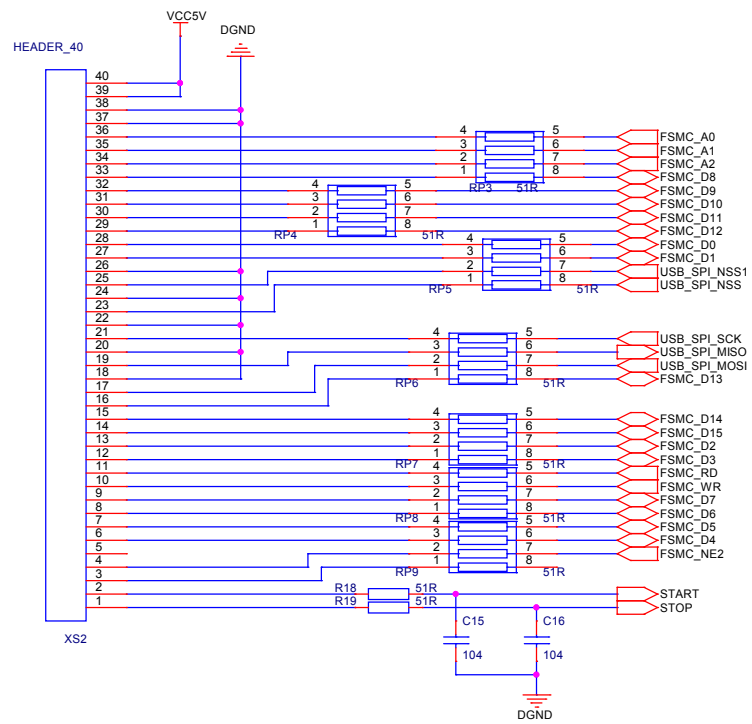 VCC5V
DGND
HEADER_40
40
39
38
37
36 4 5 FSMC_A0
35 3 6 FSMC_A1
34 2 7 FSMC_A2
33 1 8 FSMC_D8
RP3 51R
32 4 5 FSMC_D9
31 3 6 FSMC_D10
30 2 7 FSMC_D11
29 1 8 FSMC_D12
RP4 51R
28 4 5 FSMC_D0
27 3 6 FSMC_D1
26 2 7 USB_SPI_NSS1
25 1 8 USB_SPI_NSS
RP5 51R
24
23
22
21 4 5 USB_SPI_SCK
20 3 6 USB_SPI_MISO
19 2 7 USB_SPI_MOSI
18 1 8 FSMC_D13
RP6 51R
17
16
15 4 5 FSMC_D14
14 3 6 FSMC_D15
13 2 7 FSMC_D2
12 1 8 FSMC_D3
RP7 51R
11 4 5 FSMC_RD
10 3 6 FSMC_WR
9 2 7 FSMC_D7
8 1 8 FSMC_D6
RP8 51R
7 4 5 FSMC_D5
6 3 6 FSMC_D4
5 2 7 FSMC_NE2
4 1 8
RP9 51R
3
2 R18 51R START
1 R19 51R STOP
C15 C16
XS2
104 104
DGND